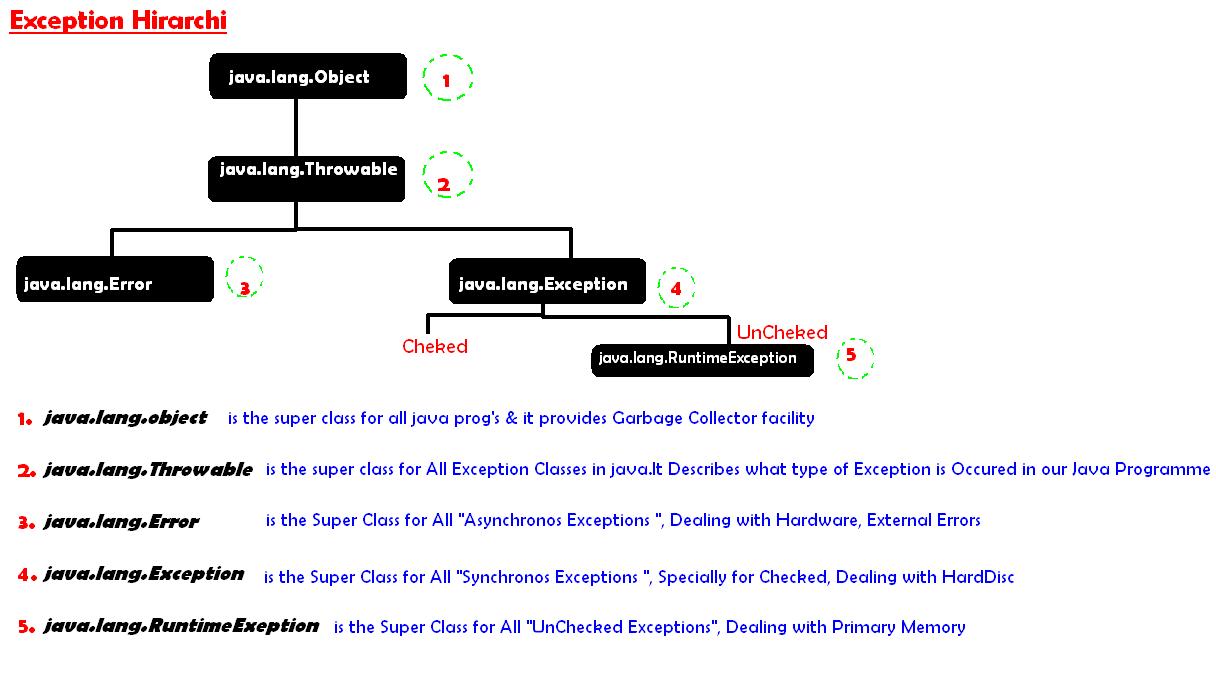 Exception Hirarchi
java.lang.Object
1
java.lang.Throwable
2
java.lang.Error
3
java.lang.Exception
4
Cheked
UnCheked
java.lang.RuntimeException
5
1. java.lang.object is the super class for all java prog's & it provides Garbage Collector facility
2. java.lang.Throwable is the super class for All Exception Classes in java.It Describes what type of Exception is Occured in our Java Programme
3. java.lang.Error is the Super Class for All "Asynchronos Exceptions ", Dealing with Hardware, External Errors
4. java.lang.Exception is the Super Class for All "Synchronos Exceptions ", Specially for Checked, Dealing with HardDisc
5. java.lang.RuntimeExeption is the Super Class for All "UnChecked Exceptions", Dealing with Primary Memory